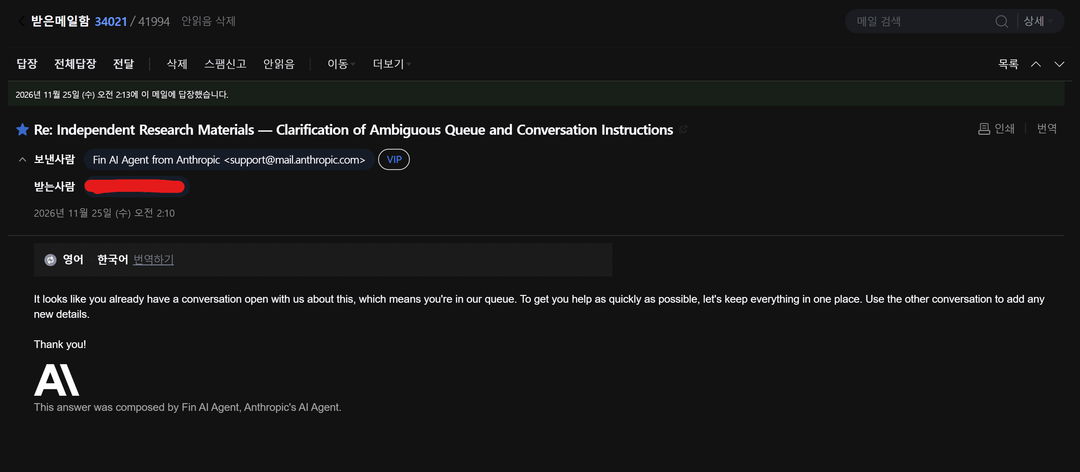 받은메일함 34021 / 41994 안읽음 삭제
메일 검색 상세
답장 전체답장 전달 삭제 스팸신고 안읽음 이동 더보기 목록
2026년 11월 25일 (수) 오전 2:13에 이 메일에 답장했습니다.
Re: Independent Research Materials — Clarification of Ambiguous Queue and Conversation Instructions
인쇄 번역
보낸사람 Fin AI Agent from Anthropic <support@mail.anthropic.com> VIP
받는사람
2026년 11월 25일 (수) 오전 2:10
영어 한국어 번역하기
It looks like you already have a conversation open with us about this, which means you're in our queue. To get you help as quickly as possible, let's keep everything in one place. Use the other conversation to add any
new details.
Thank you!
A\
This answer was composed by Fin AI Agent, Anthropic's AI Agent.